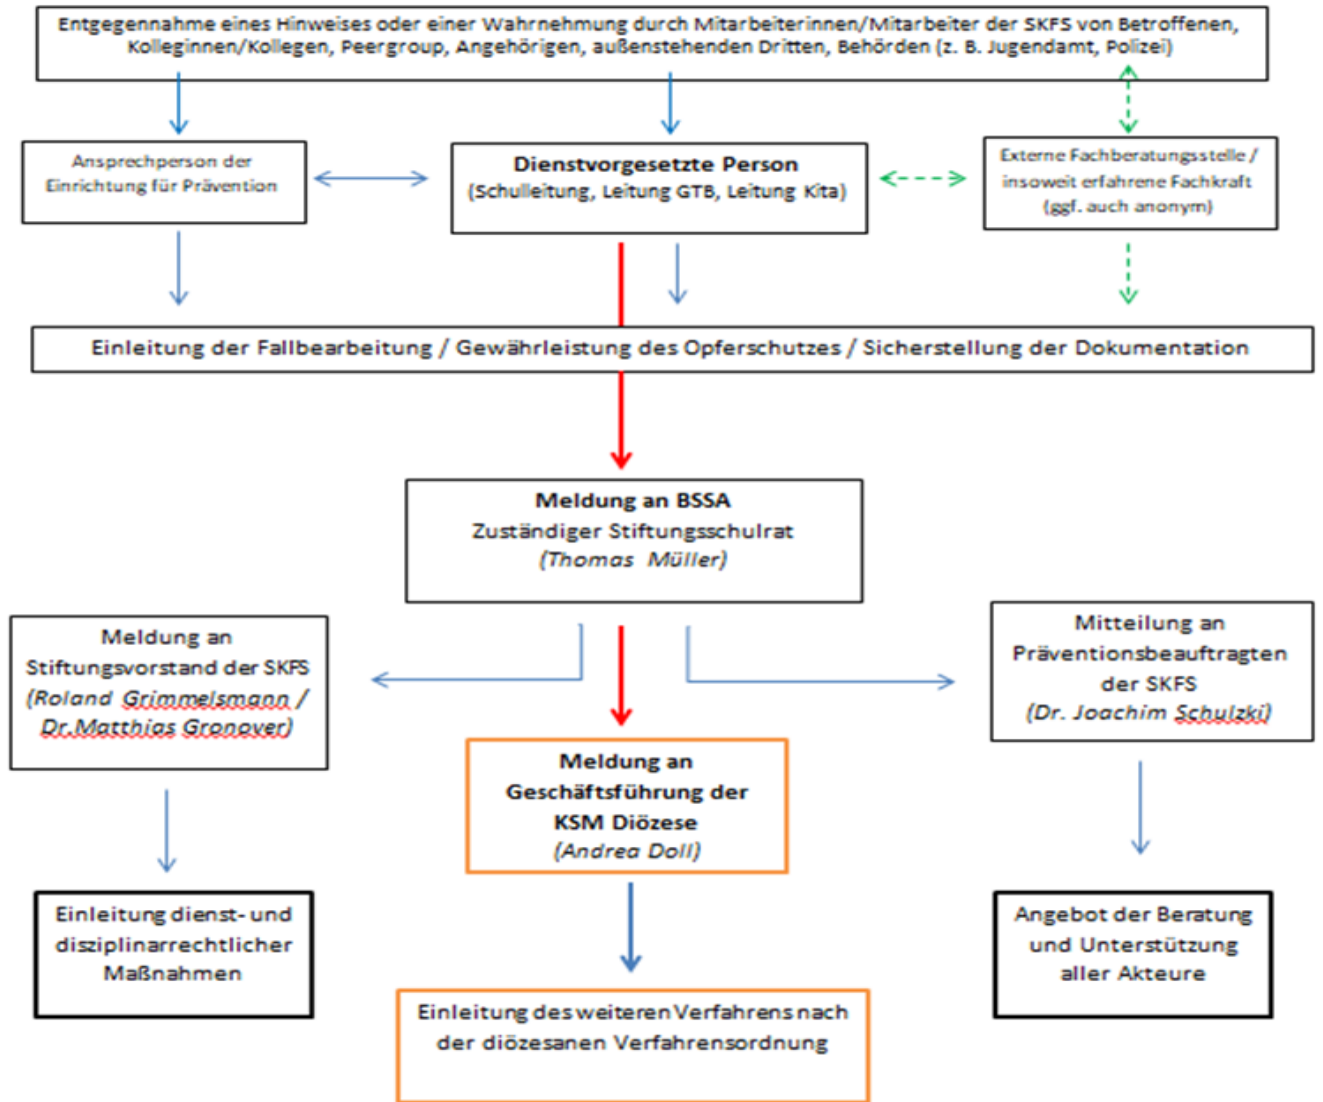 Entgegennahme eines Hinweises oder einer Wahrnehmung durch Mitarbeiterinnen/Mitarbeiter der SKFS von Betroffenen,
Kolleginnen/Kollegen, Peergroup, Angehörigen, außenstehenden Dritten, Behörden (z. B. Jugendamt, Polizei)
Ansprechperson der
Einrichtung für Prävention
Dienstvorgesetzte Person
(Schulleitung, Leitung GTB, Leitung Kita)
Externe Fachberatungsstelle /
insoweit erfahrene Fachkraft
(ggf. auch anonym)
Einleitung der Fallbearbeitung / Gewährleistung des Opferschutzes / Sicherstellung der Dokumentation
Meldung an BSSA
Zuständiger Stiftungsschulrat
(Thomas Müller)
Meldung an
Stiftungsvorstand der SKFS
(Roland Grimmelsmann /
Dr.Matthias Gronover)
Meldung an
Geschäftsführung der
KSM Diözese
(Andrea Doll)
Mitteilung an
Präventionsbeauftragten
der SKFS
(Dr. Joachim Schulzki)
Einleitung dienst- und
disziplinarrechtlicher
Maßnahmen
Einleitung des weiteren Verfahrens nach
der diözesanen Verfahrensordnung
Angebot der Beratung
und Unterstützung
aller Akteure